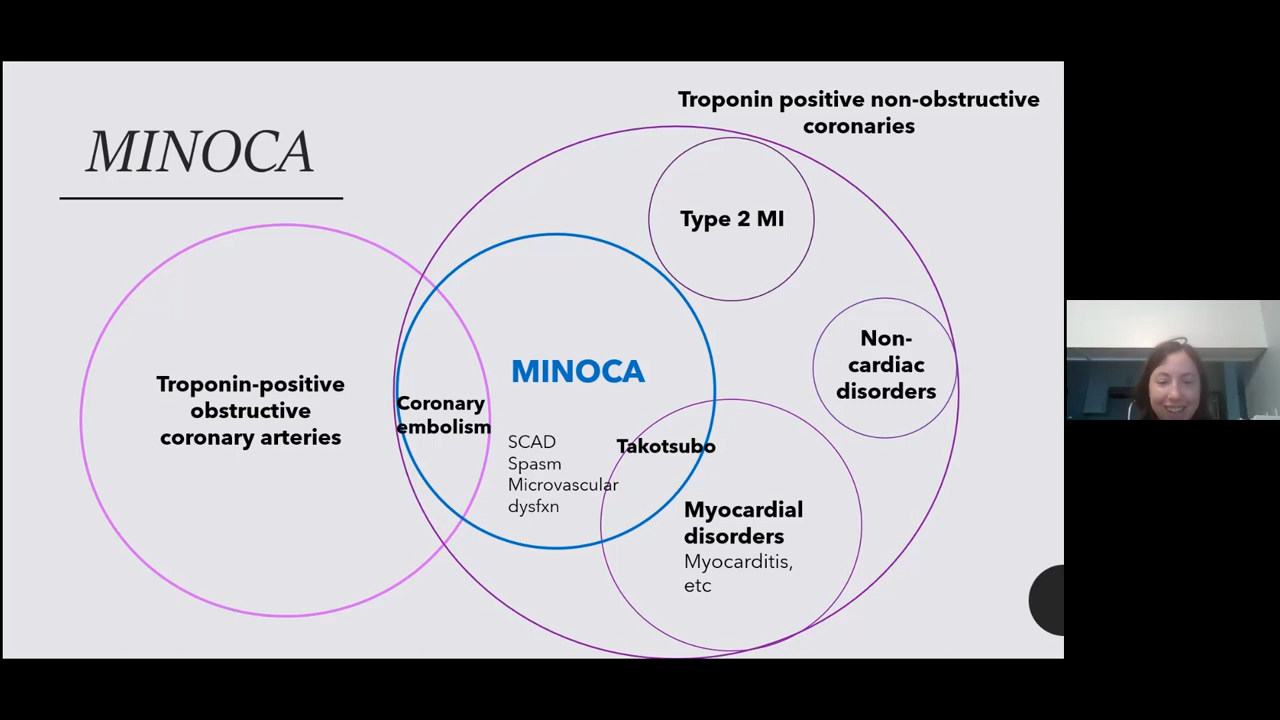 MINOCA
Troponin positive non-obstructive
coronaries
Type 2 MI
Non-
cardiac
disorders
MINOCA
Troponin-positive
obstructive
coronary arteries
Coronary
embolism
SCAD
Spasm
Microvascular
dysfxn
Takotsubo
Myocardial
disorders
Myocarditis,
etc